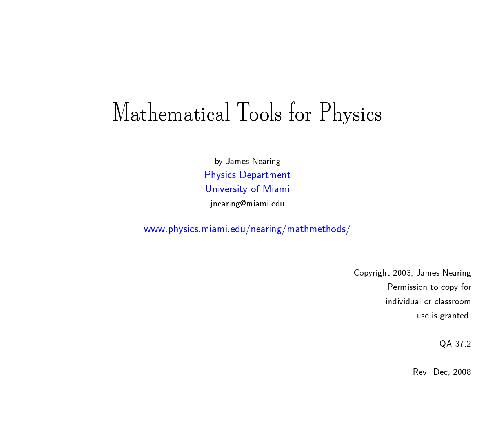 Mathematical Tools for Physics
by James Nearing
Physics Department
University of Miami
jnearing@miami.edu
www.physics.miami.edu/nearing/mathmethods/
Copyright 2003, James Nearing
Permission to copy for
individual or classroom
use is granted.
QA 37.2
Rev. Dec, 2008